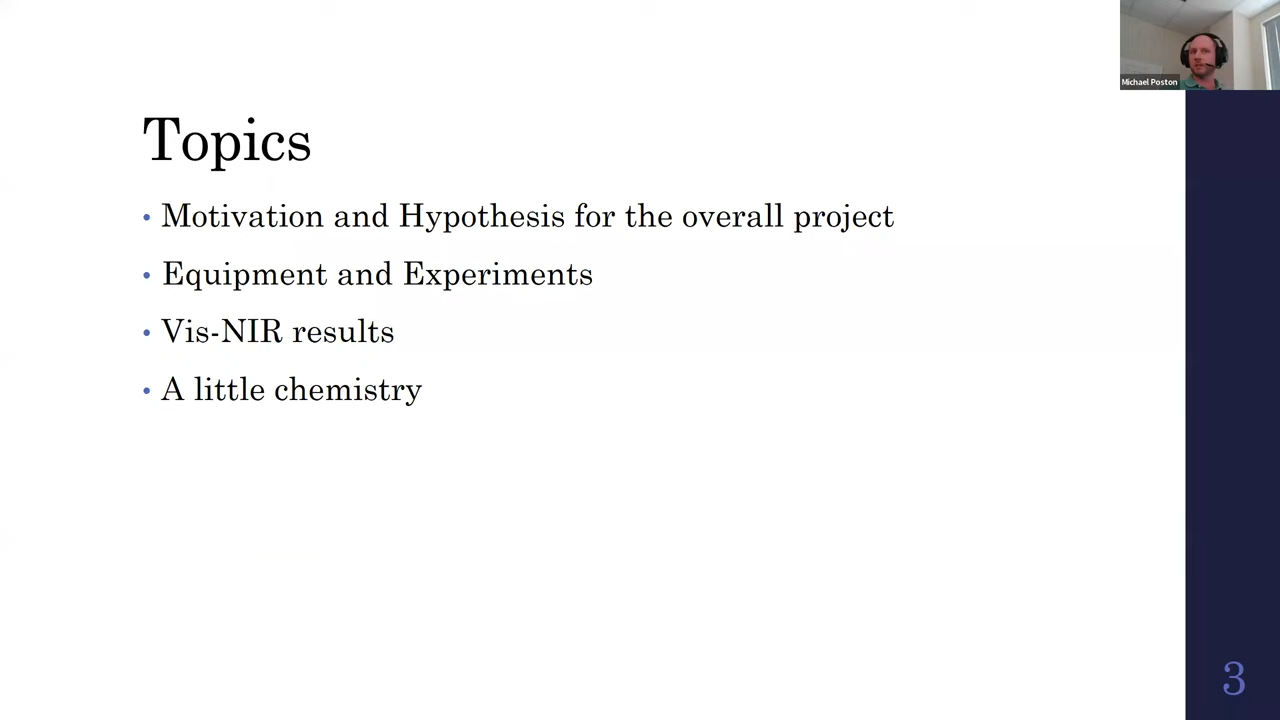 Michael Poston
Topics
• Motivation and Hypothesis for the overall project
• Equipment and Experiments
• Vis-NIR results
• A little chemistry
3